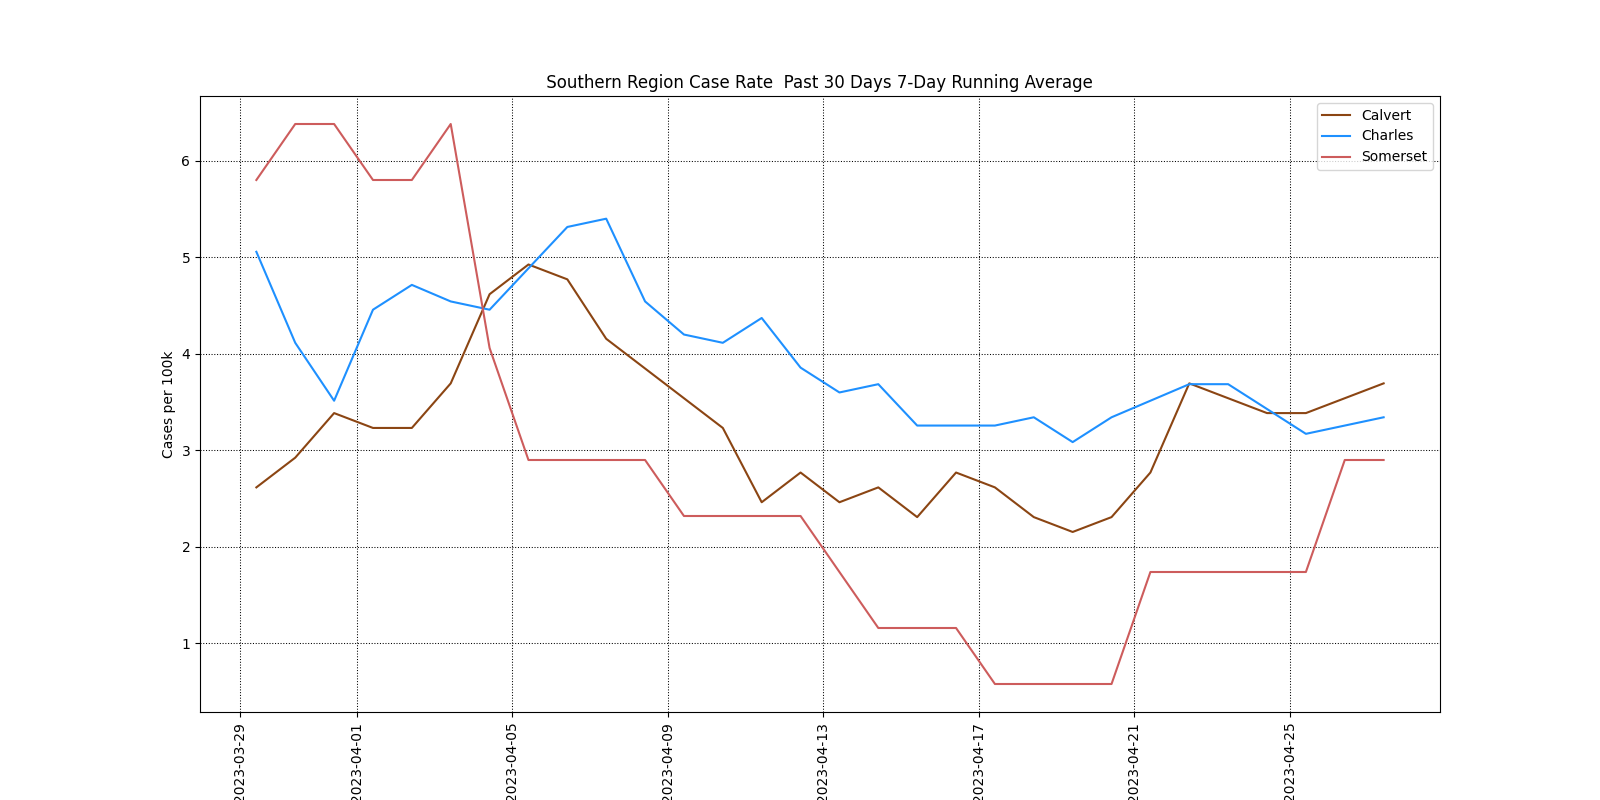 Southern Region Case Rate  Past 30 Days 7-Day Running Average
Calvert
Charles
Somerset
Cases per 100k
6
5
4
3
2
1
2023-03-29
2023-04-01
2023-04-05
2023-04-09
2023-04-13
2023-04-17
2023-04-21
2023-04-25